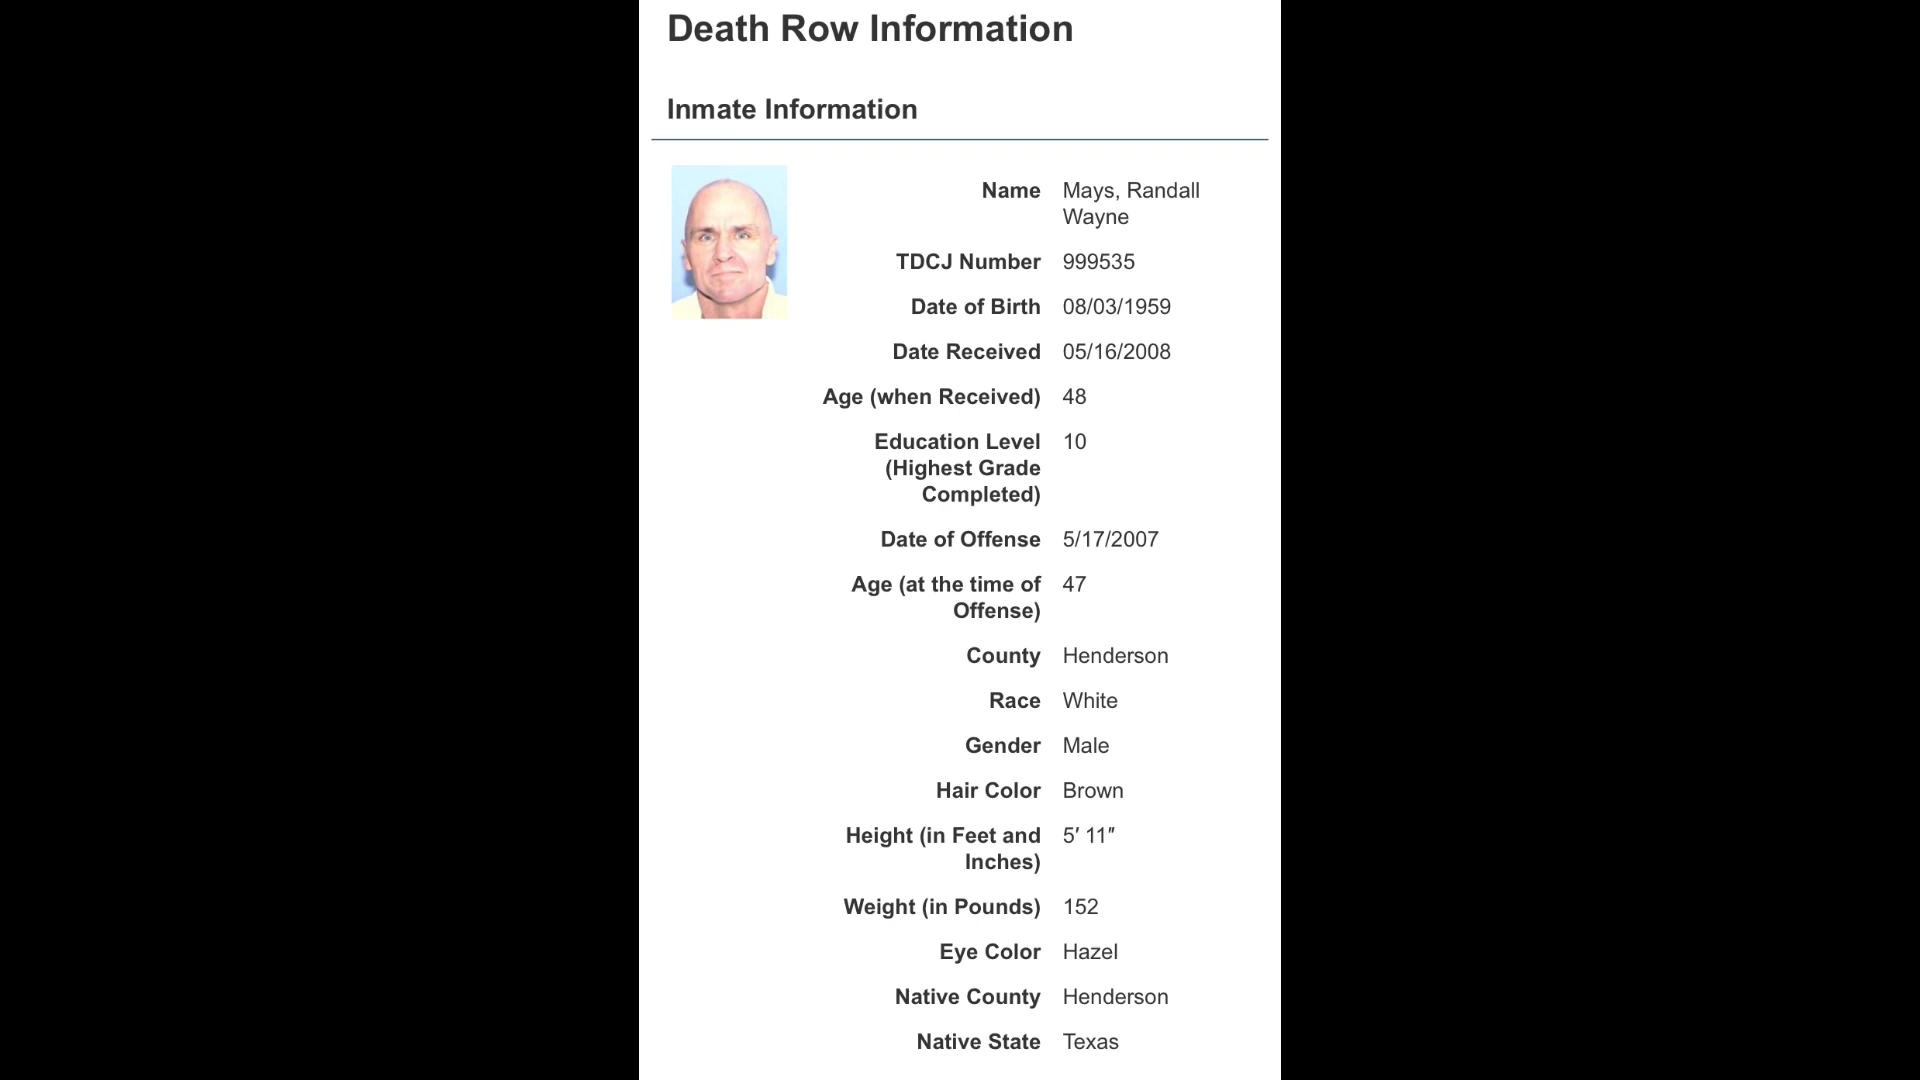 Death Row Information
Inmate Information
Name Mays, Randall
Wayne
TDCJ Number 999535
Date of Birth 08/03/1959
Date Received 05/16/2008
Age (when Received) 48
Education Level 10
(Highest Grade
Completed)
Date of Offense 5/17/2007
Age (at the time of 47
Offense)
County Henderson
Race White
Gender Male
Hair Color Brown
Height (in Feet and 5′ 11″
Inches)
Weight (in Pounds) 152
Eye Color Hazel
Native County Henderson
Native State Texas